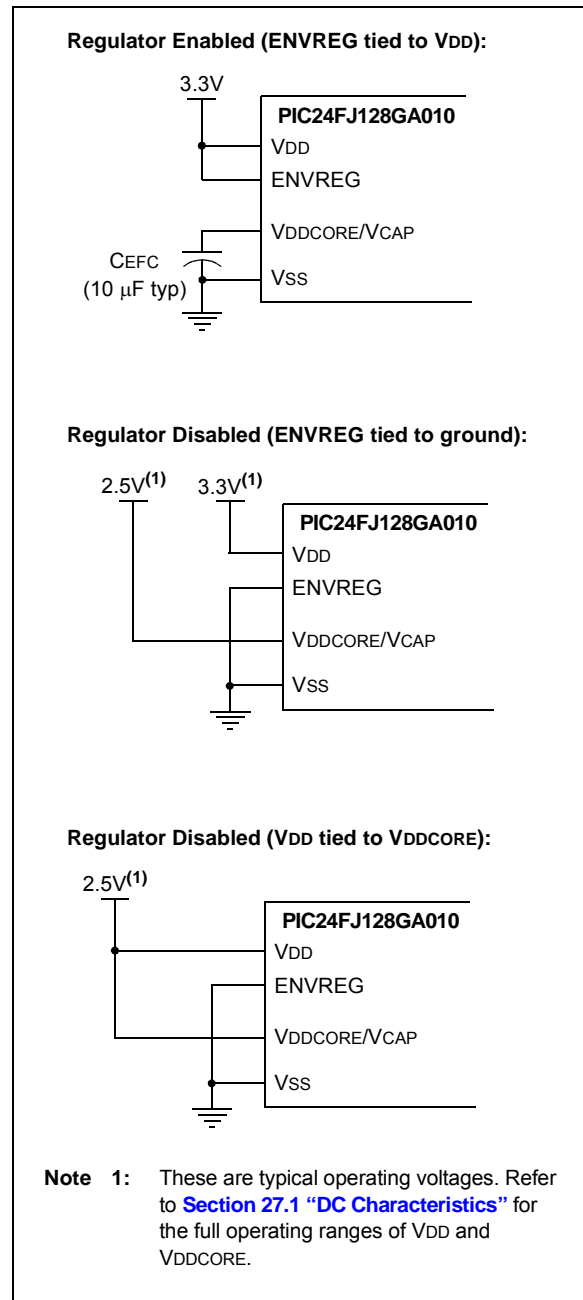 Regulator Enabled (ENVREG tied to VDD):
3.3V
PIC24FJ128GA010
VDD
ENVREG
VDDCORE/VCAP
CEFC
(10 μF typ)
VSS
Regulator Disabled (ENVREG tied to ground):
2.5V(1) 3.3V(1)
PIC24FJ128GA010
VDD
ENVREG
VDDCORE/VCAP
VSS
Regulator Disabled (VDD tied to VDDCORE):
2.5V(1)
PIC24FJ128GA010
VDD
ENVREG
VDDCORE/VCAP
VSS
Note 1: These are typical operating voltages. Refer
to Section 27.1 “DC Characteristics” for
the full operating ranges of VDD and
VDDCORE.